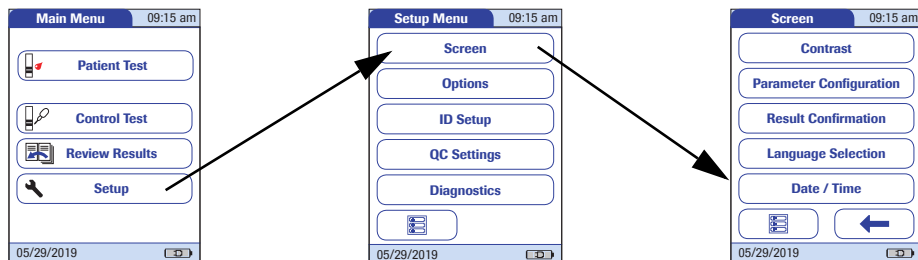 Main Menu 09:15 am
Patient Test
Control Test
Review Results
Setup
05/29/2019
Setup Menu 09:15 am
Screen
Options
ID Setup
QC Settings
Diagnostics
05/29/2019
Screen 09:15 am
Contrast
Parameter Configuration
Result Confirmation
Language Selection
Date / Time
05/29/2019